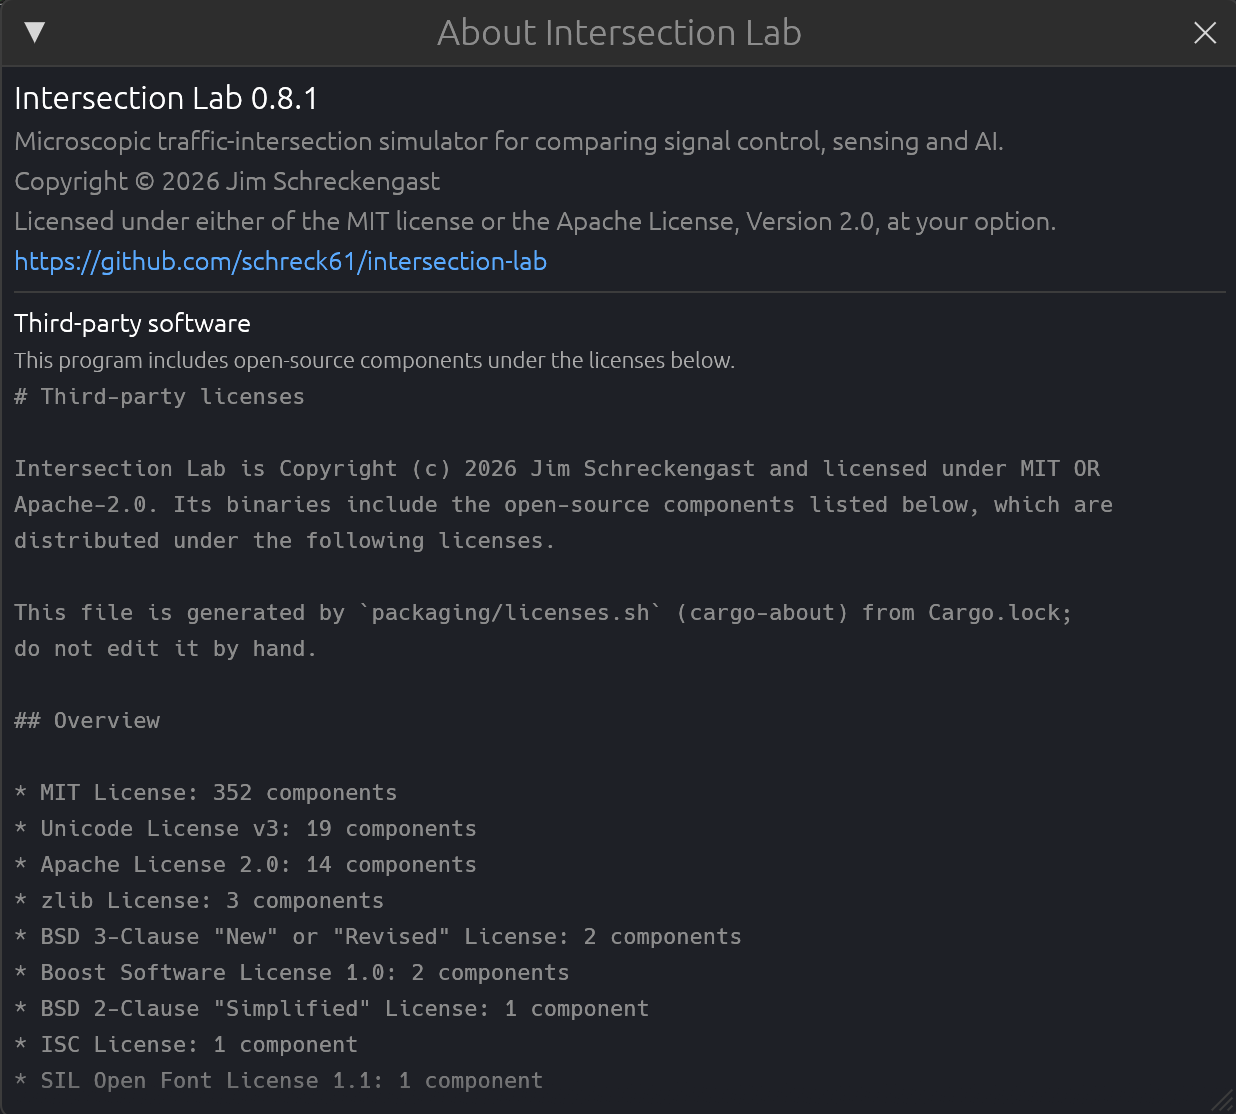 About Intersection Lab
Intersection Lab 0.8.1
Microscopic traffic-intersection simulator for comparing signal control, sensing and AI.
Copyright © 2026 Jim Schreckengast
Licensed under either of the MIT license or the Apache License, Version 2.0, at your option.
https://github.com/schreck61/intersection-lab
Third-party software
This program includes open-source components under the licenses below.
# Third-party licenses
Intersection Lab is Copyright (c) 2026 Jim Schreckengast and licensed under MIT OR
Apache-2.0. Its binaries include the open-source components listed below, which are
distributed under the following licenses.
This file is generated by `packaging/licenses.sh` (cargo-about) from Cargo.lock;
do not edit it by hand.
## Overview
* MIT License: 352 components
* Unicode License v3: 19 components
* Apache License 2.0: 14 components
* zlib License: 3 components
* BSD 3-Clause "New" or "Revised" License: 2 components
* Boost Software License 1.0: 2 components
* BSD 2-Clause "Simplified" License: 1 component
* ISC License: 1 component
* SIL Open Font License 1.1: 1 component